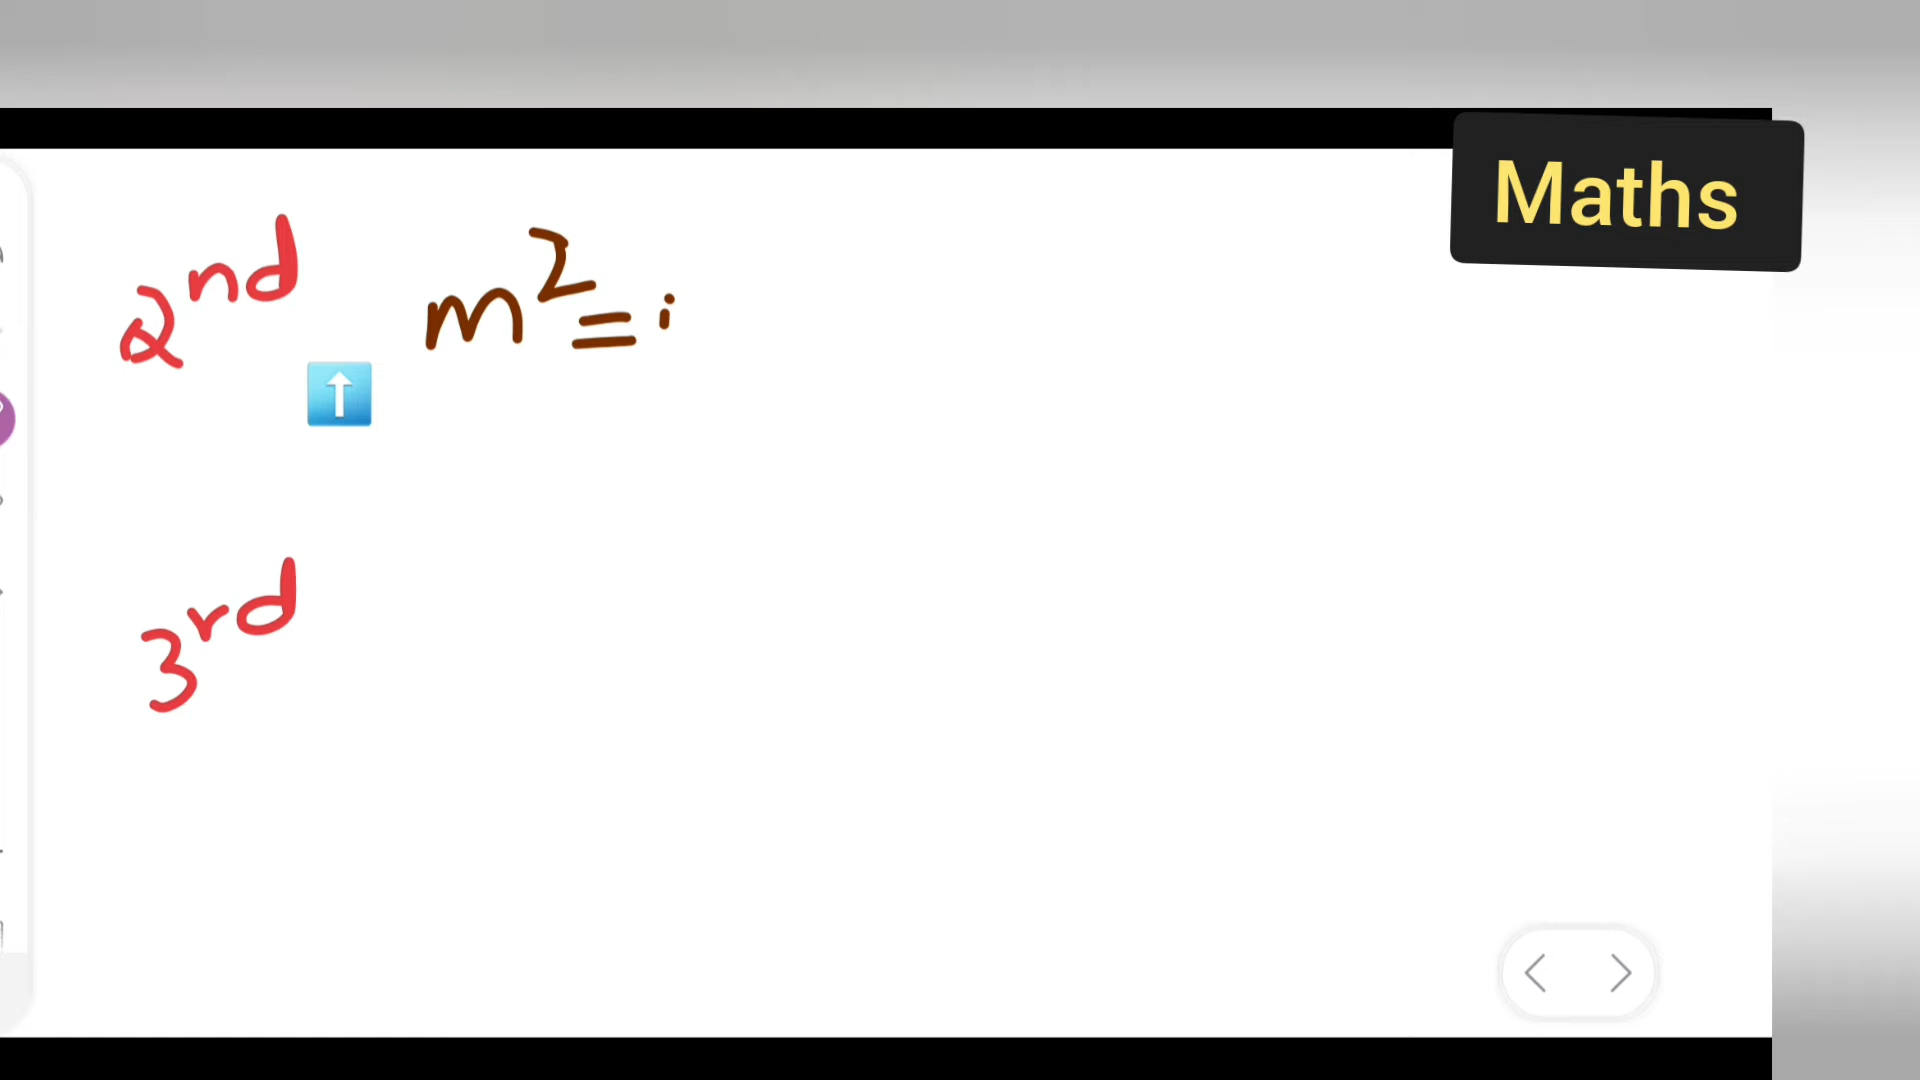 Maths
2nd m²= i
3rd